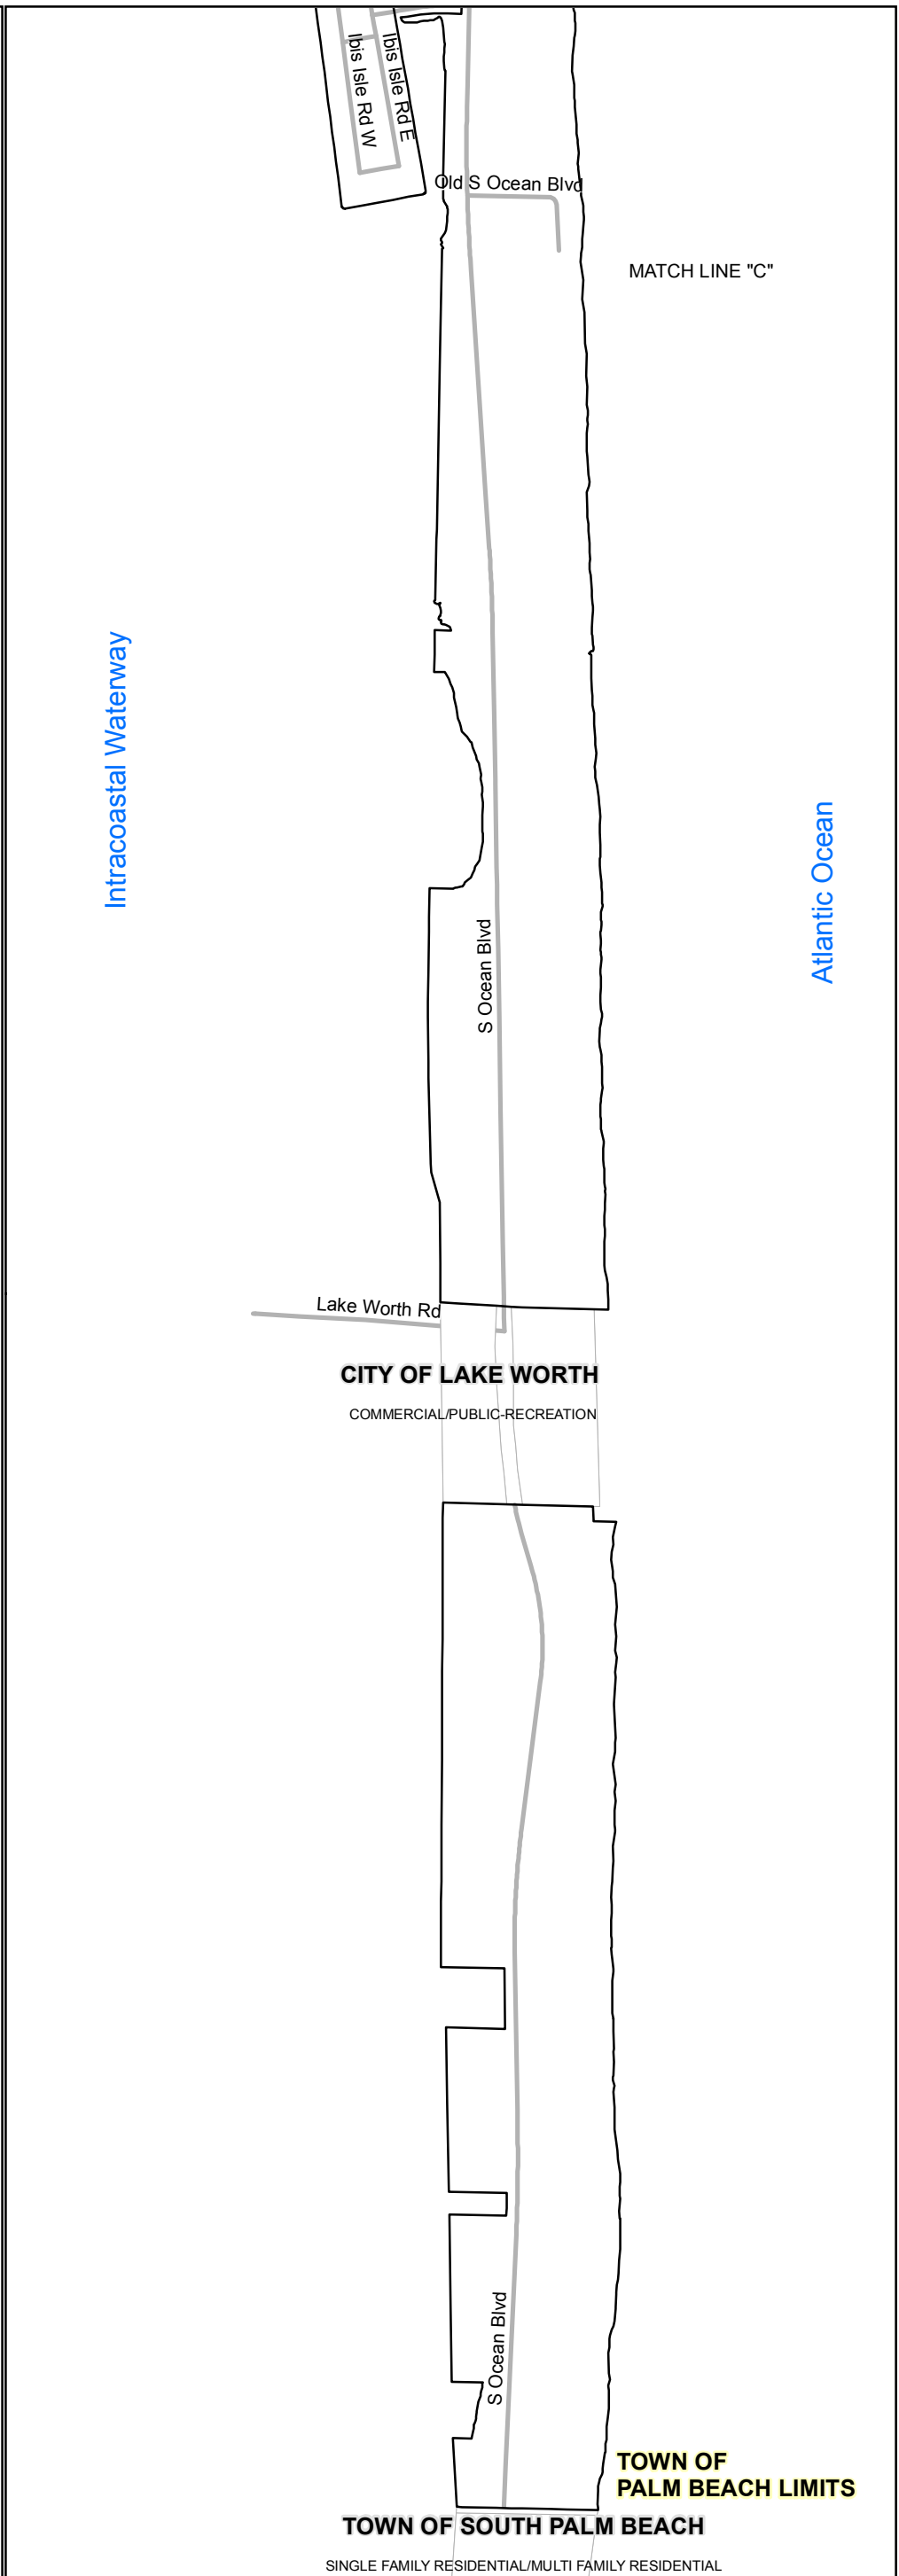 Ibis Isle Rd W
Ibis Isle Rd E
Old S Ocean Blvd
MATCH LINE "C"
Intracoastal Waterway
Atlantic Ocean
S Ocean Blvd
Lake Worth Rd
CITY OF LAKE WORTH
COMMERCIAL/PUBLIC-RECREATION
S Ocean Blvd
TOWN OF
PALM BEACH LIMITS
TOWN OF SOUTH PALM BEACH
SINGLE FAMILY RESIDENTIAL/MULTI FAMILY RESIDENTIAL